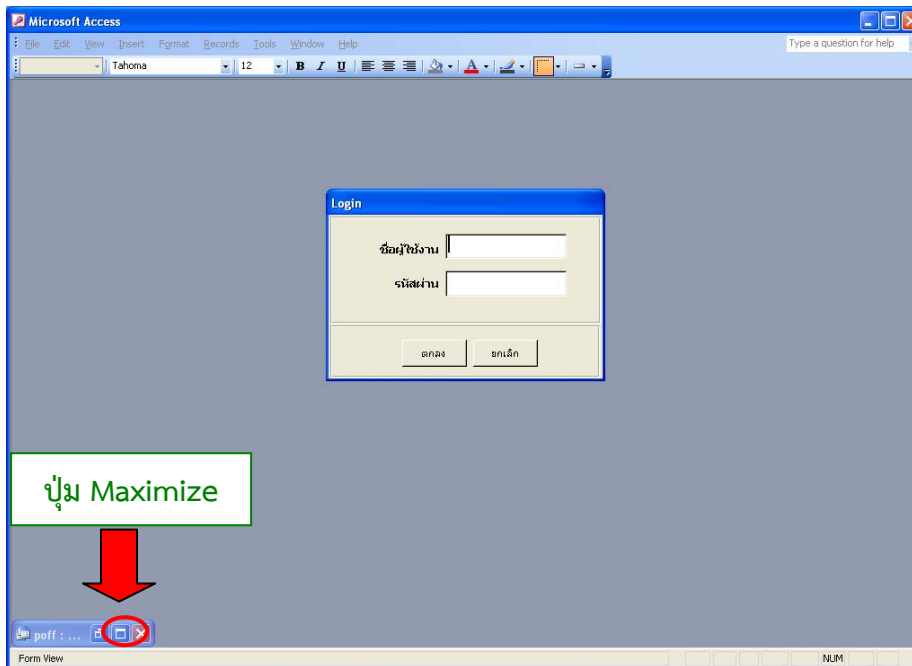 Microsoft Access
File Edit View Insert Format Records Tools Window Help
Type a question for help
Tahoma 12 B I U A
Login
ชื่อผู้ใช้งาน
รหัสผ่าน
ตกลง ยกเลิก
ปุ่ม Maximize
poff : ...
Form View NUM